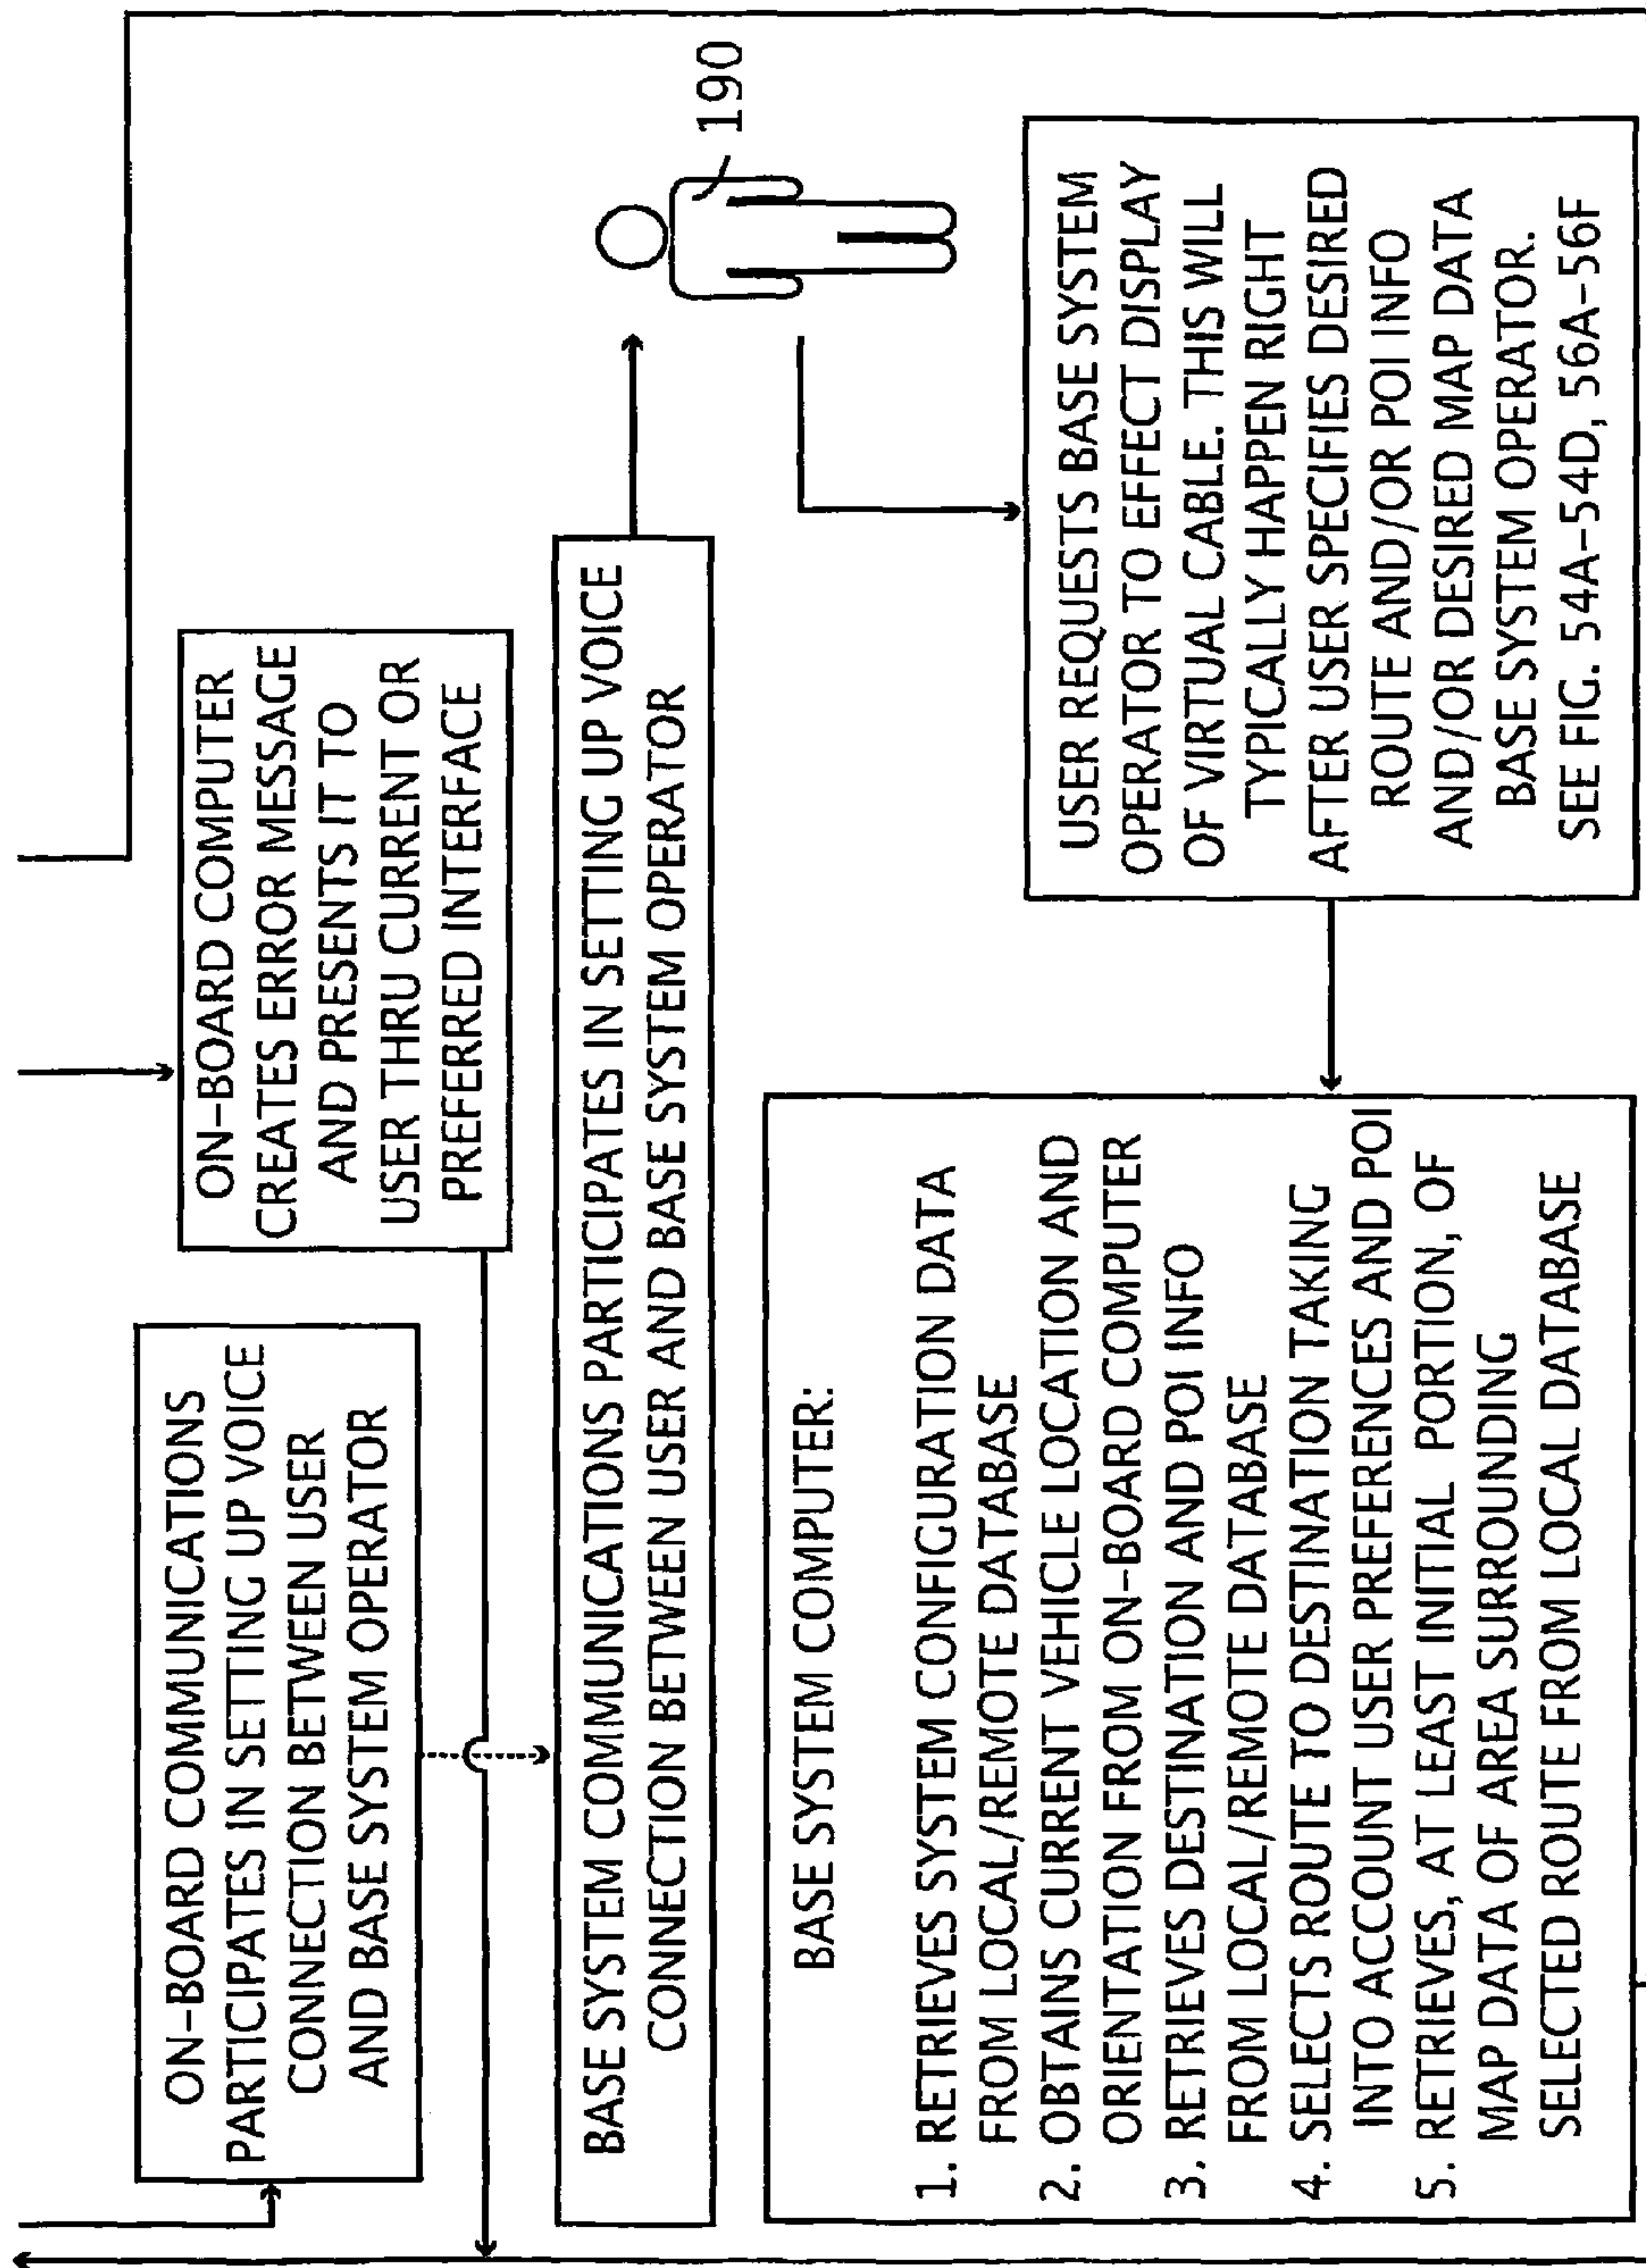 ON-BOARD COMMUNICATIONS
PARTICIPATES IN SETTING UP VOICE
CONNECTION BETWEEN USER
AND BASE SYSTEM OPERATOR
ON-BOARD COMPUTER
CREATES ERROR MESSAGE
AND PRESENTS IT TO
USER THRU CURRENT OR
PREFERRED INTERFACE
BASE SYSTEM COMMUNICATIONS PARTICIPATES IN SETTING UP VOICE
CONNECTION BETWEEN USER AND BASE SYSTEM OPERATOR
190
BASE SYSTEM COMPUTER:
1. RETRIEVES SYSTEM CONFIGURATION DATA
FROM LOCAL/REMOTE DATABASE
2. OBTAINS CURRENT VEHICLE LOCATION AND
ORIENTATION FROM ON-BOARD COMPUTER
3. RETRIEVES DESTINATION AND POI INFO
FROM LOCAL/REMOTE DATABASE
4. SELECTS ROUTE TO DESTINATION TAKING
INTO ACCOUNT USER PREFERENCES AND POI
5. RETRIEVES, AT LEAST INITIAL PORTION, OF
MAP DATA OF AREA SURROUNDING
SELECTED ROUTE FROM LOCAL DATABASE
USER REQUESTS BASE SYSTEM
OPERATOR TO EFFECT DISPLAY
OF VIRTUAL CABLE. THIS WILL
TYPICALLY HAPPEN RIGHT
AFTER USER SPECIFIES DESIRED
ROUTE AND/OR POI INFO
AND/OR DESIRED MAP DATA
BASE SYSTEM OPERATOR.
SEE FIG. 54A-54D, 56A-56F